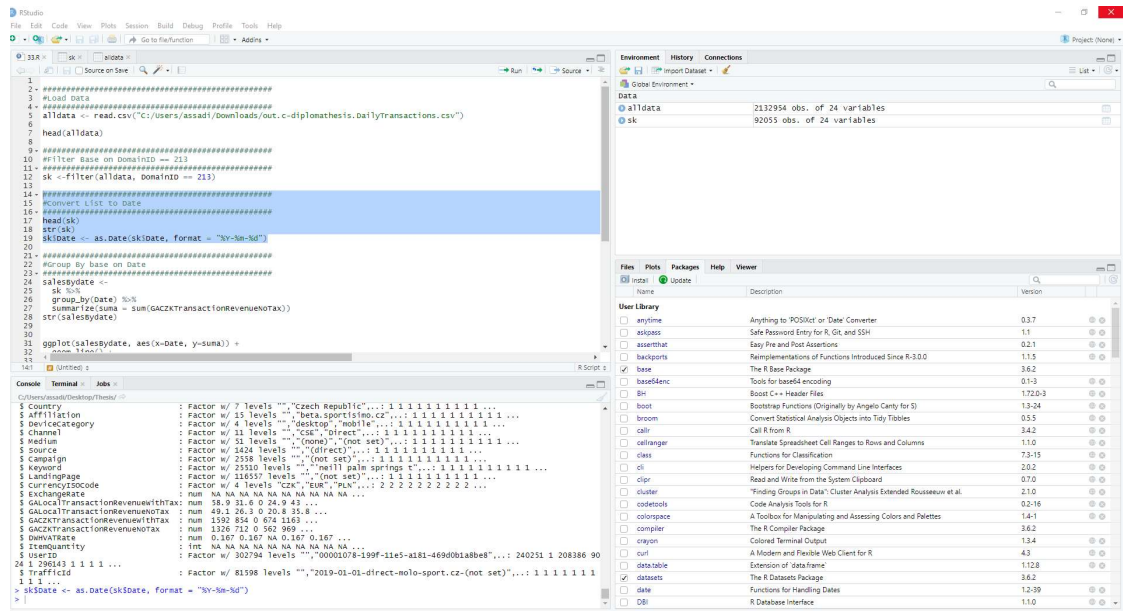 RStudio
File Edit Code View Plots Session Build Debug Profile Tools Help
Go to file/function Addins
Project: (None)
33.R sk alldata
Source on Save Run Source
1
2 ##################################################
3 #Load Data
4 ##################################################
5 alldata <- read.csv("C:/Users/assadi/Downloads/out.c-diplomathesis.DailyTransactions.csv")
6
7 head(alldata)
8
9 ##################################################
10 #Filter Base on DomainID == 213
11 ##################################################
12 sk <-filter(alldata, DomainID == 213)
13
14 ##################################################
15 #Convert List to Date
16 ##################################################
17 head(sk)
18 str(sk)
19 sk$Date <- as.Date(sk$Date, format = "%Y-%m-%d")
20
21 ##################################################
22 #Group By base on Date
23 ##################################################
24 salesBydate <-
25 sk %>%
26 group_by(Date) %>%
27 summarize(suma = sum(GACZKTransactionRevenueNoTax))
28 str(salesBydate)
29
30
31 ggplot(salesBydate, aes(x=Date, y=suma)) +
32 geom_line() +
33
14:1 (Untitled) R Script
Console Terminal Jobs
C:/Users/assadi/Desktop/Thesis/
$ Country : Factor w/ 7 levels "","Czech Republic",..: 1 1 1 1 1 1 1 1 1 1 ...
$ Affiliation : Factor w/ 15 levels "","beta.sportisimo.cz",..: 1 1 1 1 1 1 1 1 1 1 ...
$ DeviceCategory : Factor w/ 4 levels "","desktop","mobile",..: 1 1 1 1 1 1 1 1 1 1 ...
$ Channel : Factor w/ 11 levels "","CSE","Direct",..: 1 1 1 1 1 1 1 1 1 1 ...
$ Medium : Factor w/ 51 levels "","(none)","(not set)",..: 1 1 1 1 1 1 1 1 1 1 ...
$ Source : Factor w/ 1424 levels "","(direct)",..: 1 1 1 1 1 1 1 1 1 1 ...
$ Campaign : Factor w/ 2558 levels "","(not set)",..: 1 1 1 1 1 1 1 1 1 1 ...
$ Keyword : Factor w/ 25510 levels "","'neill palm springs t",..: 1 1 1 1 1 1 1 1 1 1 ...
$ LandingPage : Factor w/ 116557 levels "","(not set)",..: 1 1 1 1 1 1 1 1 1 1 ...
$ CurrencyISOCode : Factor w/ 4 levels "CZK","EUR","PLN",..: 2 2 2 2 2 2 2 2 2 2 ...
$ ExchangeRate : num NA NA NA NA NA NA NA NA NA NA ...
$ GALocalTransactionRevenueWithTax: num 58.9 31.6 0 24.9 43 ...
$ GALocalTransactionRevenueNoTax : num 49.1 26.3 0 20.8 35.8 ...
$ GACZKTransactionRevenueWithTax : num 1592 854 0 674 1163 ...
$ GACZKTransactionRevenueNoTax : num 1326 712 0 562 969 ...
$ DWHVATRate : num 0.167 0.167 NA 0.167 0.167 ...
$ ItemQuantity : int NA NA NA NA NA NA NA NA NA NA ...
$ UserID : Factor w/ 302794 levels "","00001078-199f-11e5-a181-469d0b1a8be8",..: 240251 1 208386 90
24 1 296143 1 1 1 1 ...
$ TrafficId : Factor w/ 81598 levels "","2019-01-01-direct-molo-sport.cz-(not set)",..: 1 1 1 1 1 1 1
1 1 1 ...
> sk$Date <- as.Date(sk$Date, format = "%Y-%m-%d")
>
Environment History Connections
Import Dataset List
Global Environment
Data
alldata 2132954 obs. of 24 variables
sk 92055 obs. of 24 variables
Files Plots Packages Help Viewer
Install Update
Name Description Version
User Library
anytime Anything to 'POSIXct' or 'Date' Converter 0.3.7
askpass Safe Password Entry for R, Git, and SSH 1.1
assertthat Easy Pre and Post Assertions 0.2.1
backports Reimplementations of Functions Introduced Since R-3.0.0 1.1.5
base The R Base Package 3.6.2
base64enc Tools for base64 encoding 0.1-3
BH Boost C++ Header Files 1.72.0-3
boot Bootstrap Functions (Originally by Angelo Canty for S) 1.3-24
broom Convert Statistical Analysis Objects into Tidy Tibbles 0.5.5
callr Call R from R 3.4.2
cellranger Translate Spreadsheet Cell Ranges to Rows and Columns 1.1.0
class Functions for Classification 7.3-15
cli Helpers for Developing Command Line Interfaces 2.0.2
clipr Read and Write from the System Clipboard 0.7.0
cluster "Finding Groups in Data": Cluster Analysis Extended Rousseeuw et al. 2.1.0
codetools Code Analysis Tools for R 0.2-16
colorspace A Toolbox for Manipulating and Assessing Colors and Palettes 1.4-1
compiler The R Compiler Package 3.6.2
crayon Colored Terminal Output 1.3.4
curl A Modern and Flexible Web Client for R 4.3
data.table Extension of `data.frame` 1.12.8
datasets The R Datasets Package 3.6.2
date Functions for Handling Dates 1.2-39
DBI R Database Interface 1.1.0